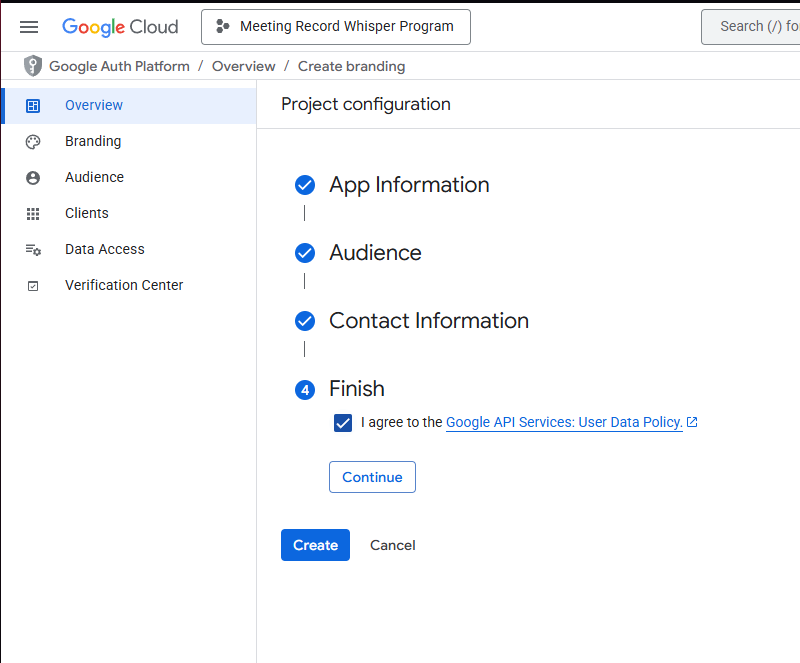 Google Cloud
Meeting Record Whisper Program
Search (/) fo
Google Auth Platform / Overview / Create branding
Overview
Branding
Audience
Clients
Data Access
Verification Center
Project configuration
App Information
Audience
Contact Information
4 Finish
I agree to the Google API Services: User Data Policy.
Continue
Create Cancel